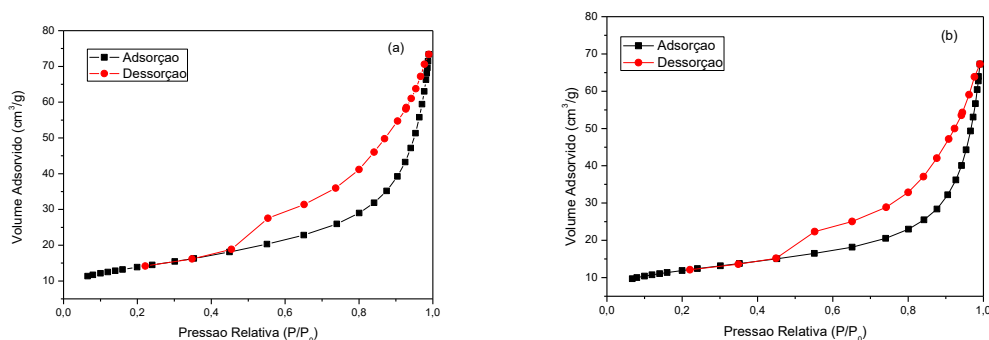 (a)
Adsorçao
Dessorçao
80
70
60
50
40
30
20
10
0
Volume Adsorvido (cm³/g)
0,0 0,2 0,4 0,6 0,8 1,0
Pressao Relativa (P/P₀)
(b)
Adsorçao
Dessorçao
80
70
60
50
40
30
20
10
0
Volume Adsorvido (cm³/g)
0,0 0,2 0,4 0,6 0,8 1,0
Pressao Relativa (P/P₀)